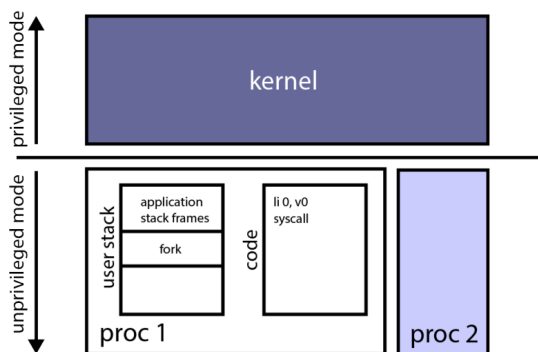 privileged mode
kernel
unprivileged mode
user stack
application
stack frames
fork
code
li 0, v0
syscall
proc 1
proc 2